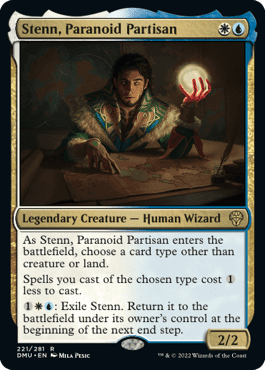 Stenn, Paranoid Partisan
Legendary Creature — Human Wizard
As Stenn, Paranoid Partisan enters the
battlefield, choose a card type other than
creature or land.
Spells you cast of the chosen type cost 1
less to cast.
1: Exile Stenn. Return it to the
battlefield under its owner's control at the
beginning of the next end step.
2/2
221/281 R
DMU • EN Mila Pesic
™ & © 2022 Wizards of the Coast